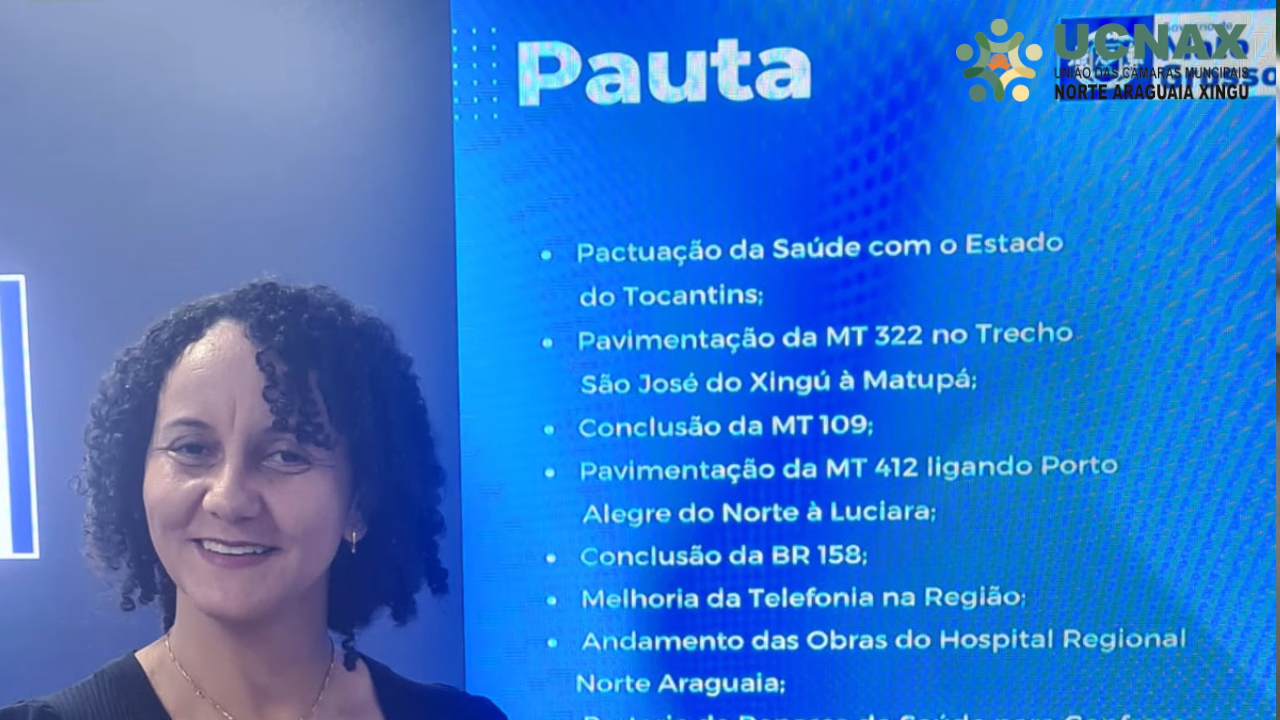 Pauta
UCNAX
UNIÃO DAS CÂMARAS MUNCIPAIS
NORTE ARAGUAIA XINGU
• Pactuação da Saúde com o Estado
do Tocantins;
• Pavimentação da MT 322 no Trecho
São José do Xingú à Matupá;
• Conclusão da MT 109;
• Pavimentação da MT 412 ligando Porto
Alegre do Norte à Luciara;
• Conclusão da BR 158;
• Melhoria da Telefonia na Região;
• Andamento das Obras do Hospital Regional
Norte Araguaia;